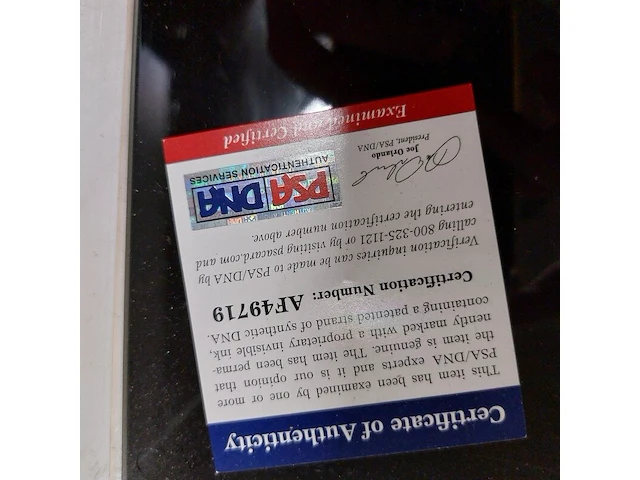 Certificate of Authenticity
This item has been examined by one or more
PSA/DNA experts and it is our opinion that
the item is genuine. The item has been perma-
nently marked with a proprietary invisible ink,
containing a patented strand of synthetic DNA.
Certification Number: AF49719
Verification inquiries can be made to PSA/DNA by
calling 800-325-1121 or by visiting psacard.com and
entering the certification number above.
Joe Orlando
President, PSA/DNA
PSA DNA
AUTHENTICATION SERVICES
Examined and Certified